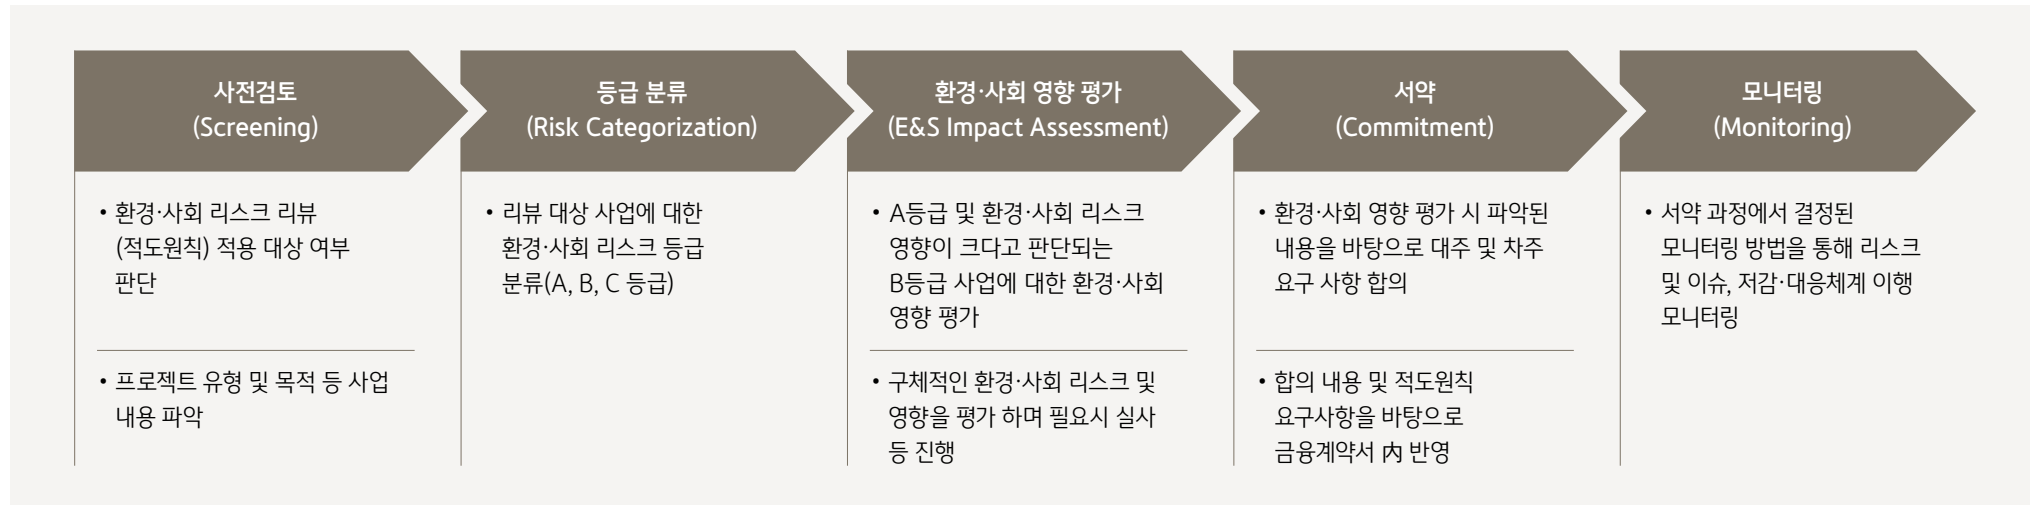 사전검토
(Screening)
• 환경·사회 리스크 리뷰
(적도원칙) 적용 대상 여부
판단
• 프로젝트 유형 및 목적 등 사업
내용 파악
등급 분류
(Risk Categorization)
• 리뷰 대상 사업에 대한
환경·사회 리스크 등급
분류(A, B, C 등급)
환경·사회 영향 평가
(E&S Impact Assessment)
• A등급 및 환경·사회 리스크
영향이 크다고 판단되는
B등급 사업에 대한 환경·사회
영향 평가
• 구체적인 환경·사회 리스크 및
영향을 평가 하며 필요시 실사
등 진행
서약
(Commitment)
• 환경·사회 영향 평가 시 파악된
내용을 바탕으로 대주 및 차주
요구 사항 합의
• 합의 내용 및 적도원칙
요구사항을 바탕으로
금융계약서 內 반영
모니터링
(Monitoring)
• 서약 과정에서 결정된
모니터링 방법을 통해 리스크
및 이슈, 저감·대응체계 이행
모니터링